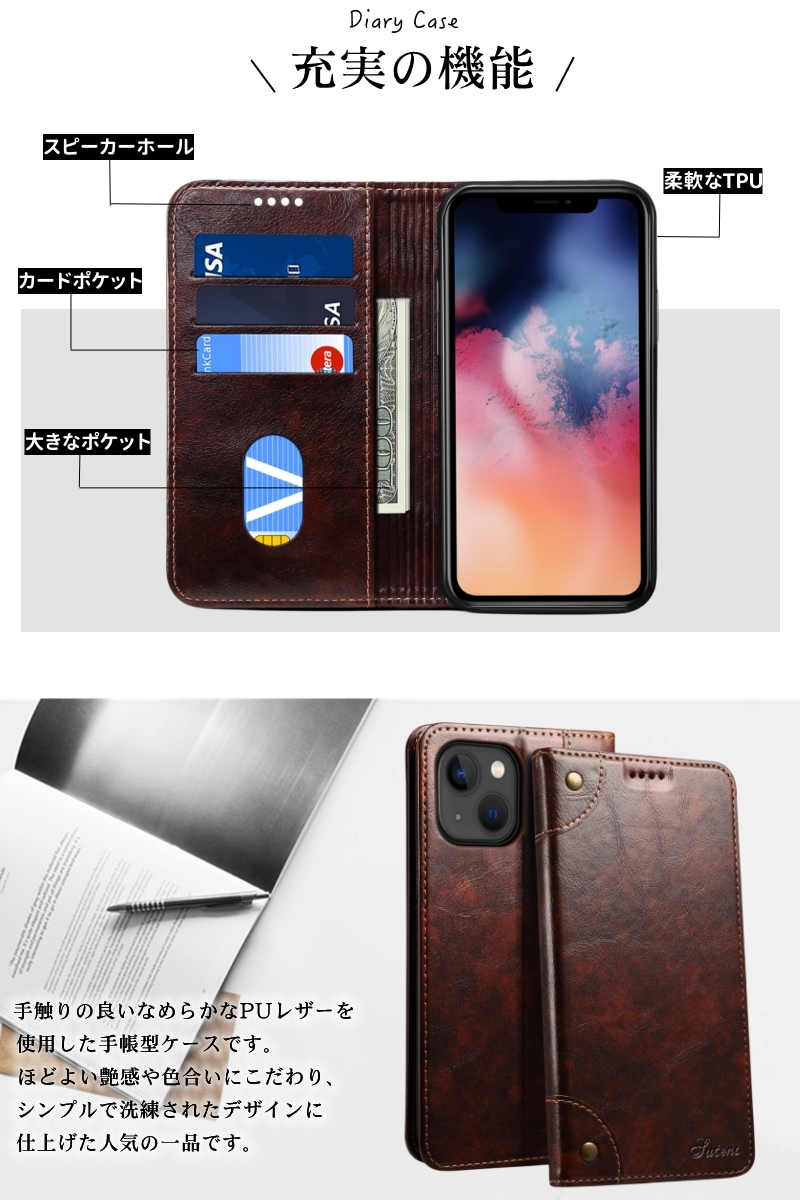 Diary Case
\ 充実の機能 /
スピーカーホール
柔軟なTPU
カードポケット
大きなポケット
ISA
SA
nkCard
tera
手触りの良いなめらかなPUレザーを
使用した手帳型ケースです。
ほどよい艶感や色合いにこだわり、
シンプルで洗練されたデザインに
仕上げた人気の一品です。
Suteni